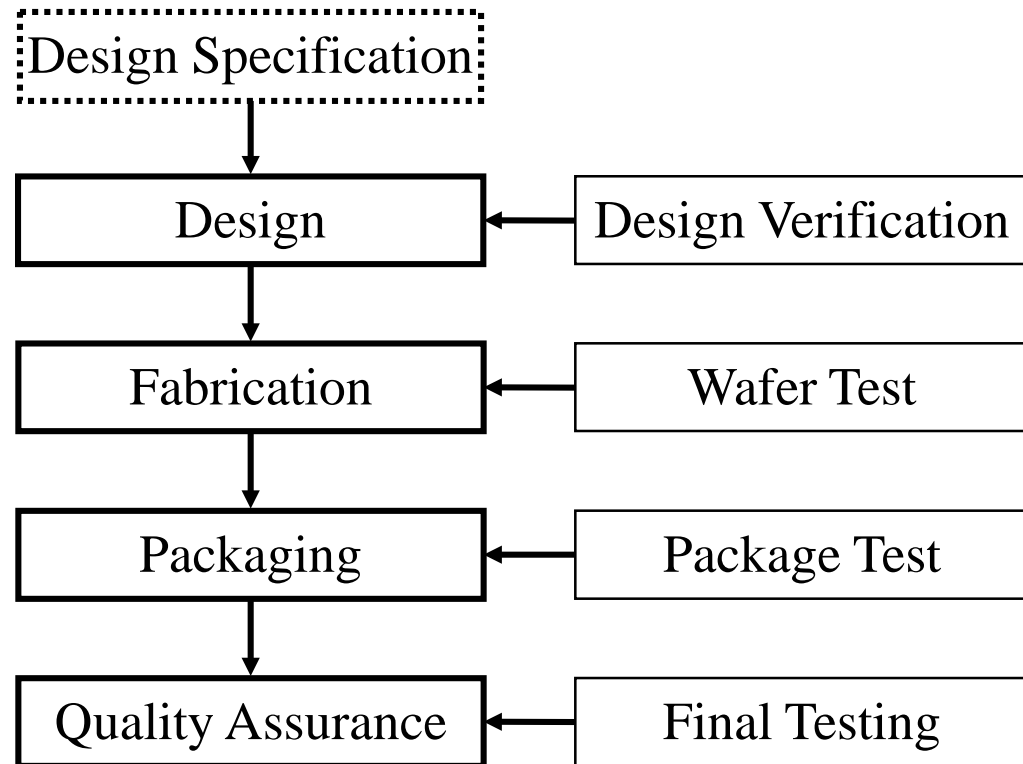 Design Specification
Design
Design Verification
Fabrication
Wafer Test
Packaging
Package Test
Quality Assurance
Final Testing